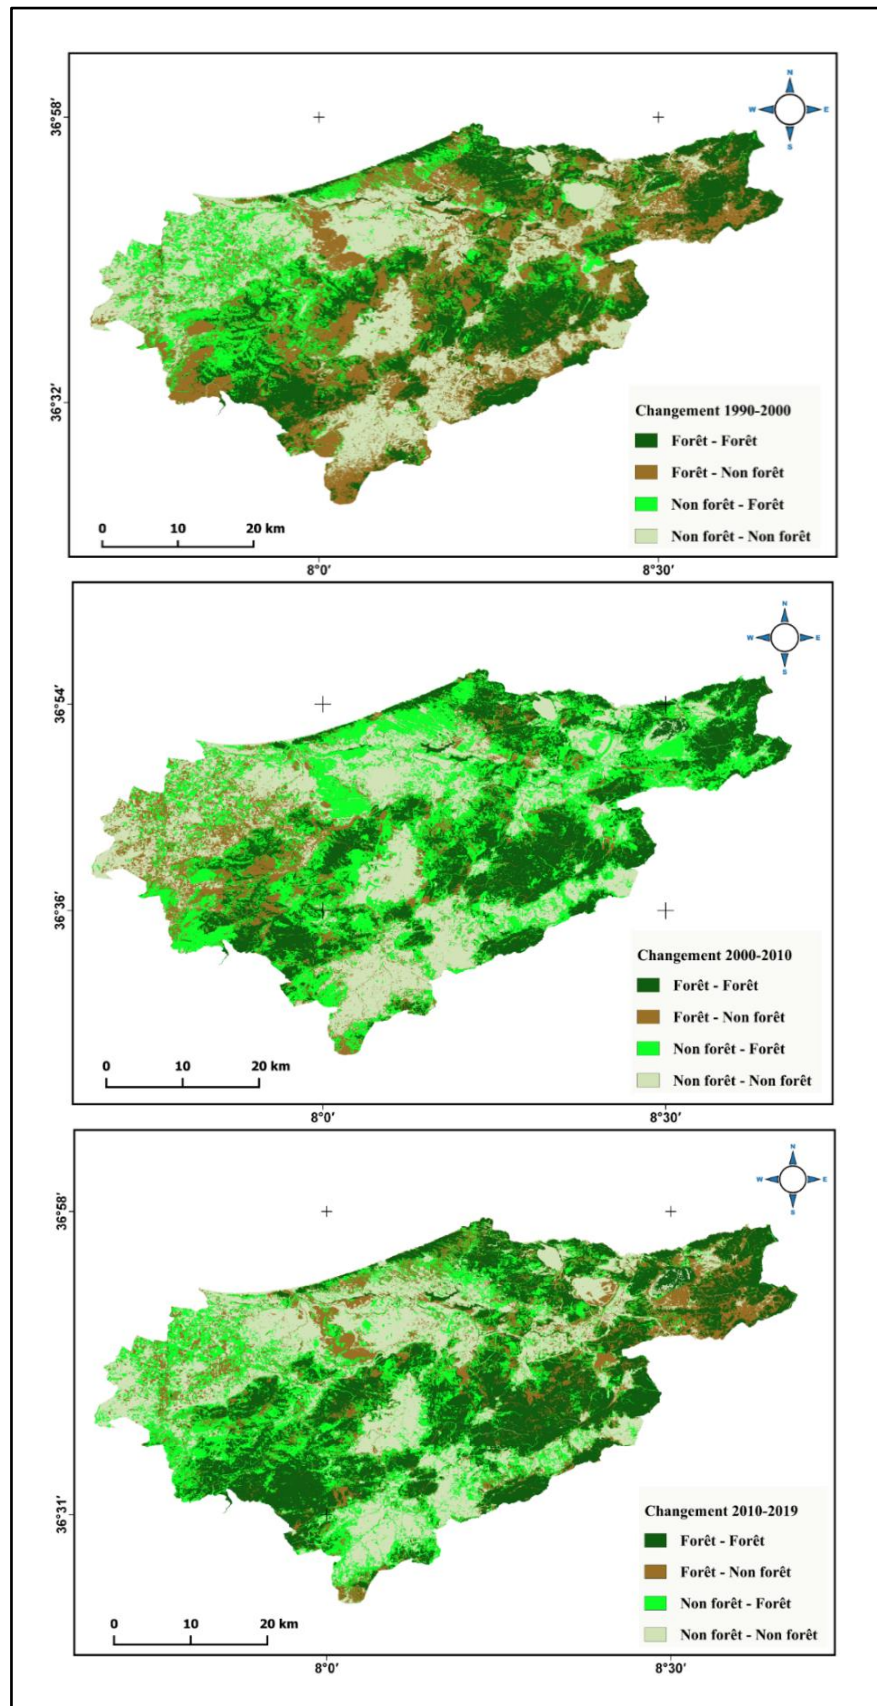 N
W E
S
36°58'
36°32'
Changement 1990-2000
Forêt - Forêt
Forêt - Non forêt
Non forêt - Forêt
Non forêt - Non forêt
0 10 20 km
8°0' 8°30'
N
W E
S
36°54'
36°36'
Changement 2000-2010
Forêt - Forêt
Forêt - Non forêt
Non forêt - Forêt
Non forêt - Non forêt
0 10 20 km
8°0' 8°30'
N
W E
S
36°58'
36°31'
Changement 2010-2019
Forêt - Forêt
Forêt - Non forêt
Non forêt - Forêt
Non forêt - Non forêt
0 10 20 km
8°0' 8°30'